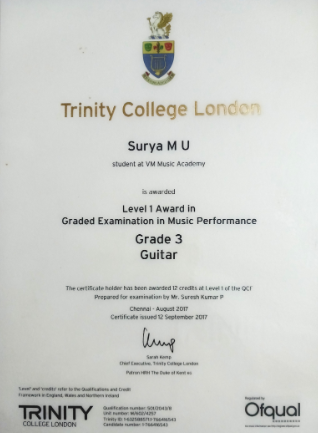 Trinity College London
Surya M U
student at VM Music Academy
is awarded
Level 1 Award in
Graded Examination in Music Performance
Grade 3
Guitar
The certificate holder has been awarded 12 credits at Level 1 of the QCF
Prepared for examination by Mr. Suresh Kumar P
Chennai - August 2017
Certificate issued 12 September 2017
Sarah Kemp
Chief Executive, Trinity College London
Patron HRH The Duke of Kent KG
'Level' and 'credits' refer to the Qualifications and Credit
Framework in England, Wales and Northern Ireland
TRINITY
COLLEGE LONDON
Qualification number:
Unit number:
Trinity ID:
Candidate number:
Regulated by
Ofqual